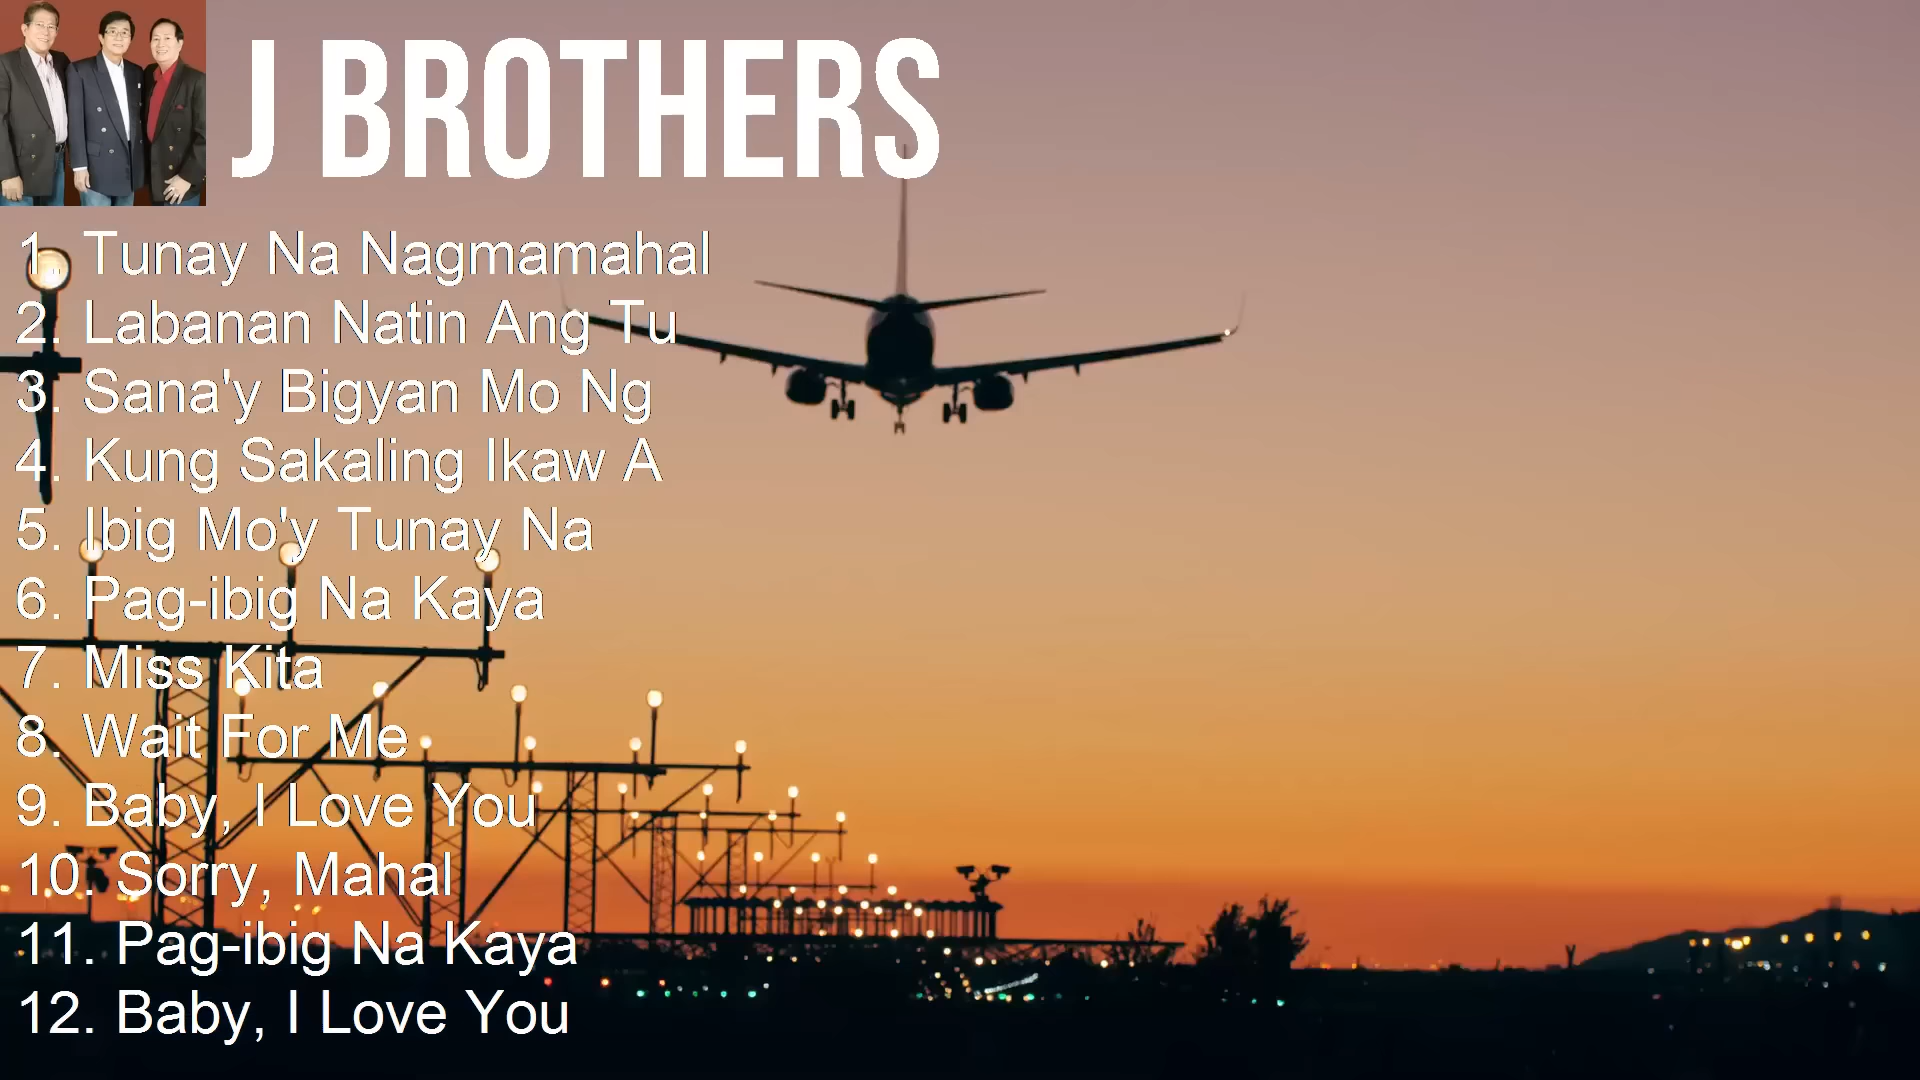 J BROTHERS
1. Tunay Na Nagmamahal
2. Labanan Natin Ang Tu
3. Sana'y Bigyan Mo Ng
4. Kung Sakaling Ikaw A
5. Ibig Mo'y Tunay Na
6. Pag-ibig Na Kaya
7. Miss Kita
8. Wait For Me
9. Baby, I Love You
10. Sorry, Mahal
11. Pag-ibig Na Kaya
12. Baby, I Love You